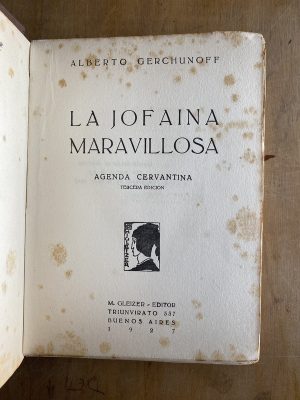 ALBERTO GERCHUNOFF
LA JOFAINA
MARAVILLOSA
AGENDA CERVANTINA
TERCERA EDICION
M. GLEIZER - EDITOR
TRIUNVIRATO 537
BUENOS AIRES
1927